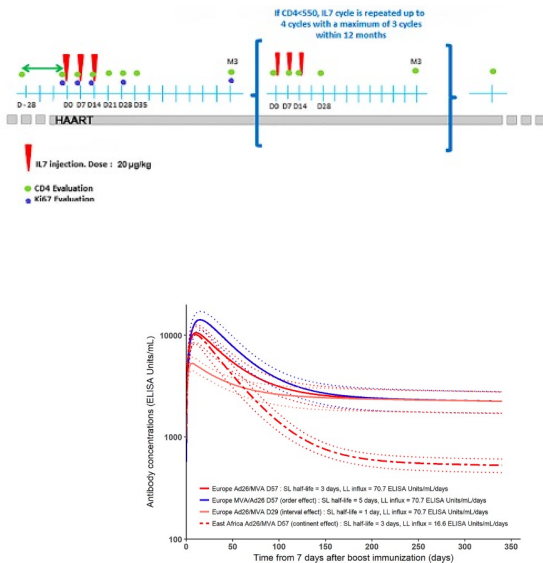 If CD4<550, IL7 cycle is repeated up to
4 cycles with a maximum of 3 cycles
within 12 months
M3
M3
D - 28
D0 D7 D14 D21 D28 D35
D0 D7 D14 D28
HAART
IL7 injection. Dose : 20 µg/kg
CD4 Evaluation
Ki67 Evaluation
Antibody concentrations (ELISA Units/mL)
10000
1000
100
Europe Ad26/MVA D57 : SL half-life = 3 days, LL influx = 70.7 ELISA Units/mL/days
Europe MVA/Ad26 D57 (order effect) : SL half-life = 5 days, LL influx = 70.7 ELISA Units/mL/days
Europe Ad26/MVA D29 (interval effect) : SL half-life = 1 day, LL influx = 70.7 ELISA Units/mL/days
East Africa Ad26/MVA D57 (continent effect) : SL half-life = 3 days, LL influx = 16.6 ELISA Units/mL/days
0 50 100 150 200 250 300 350
Time from 7 days after boost immunization (days)